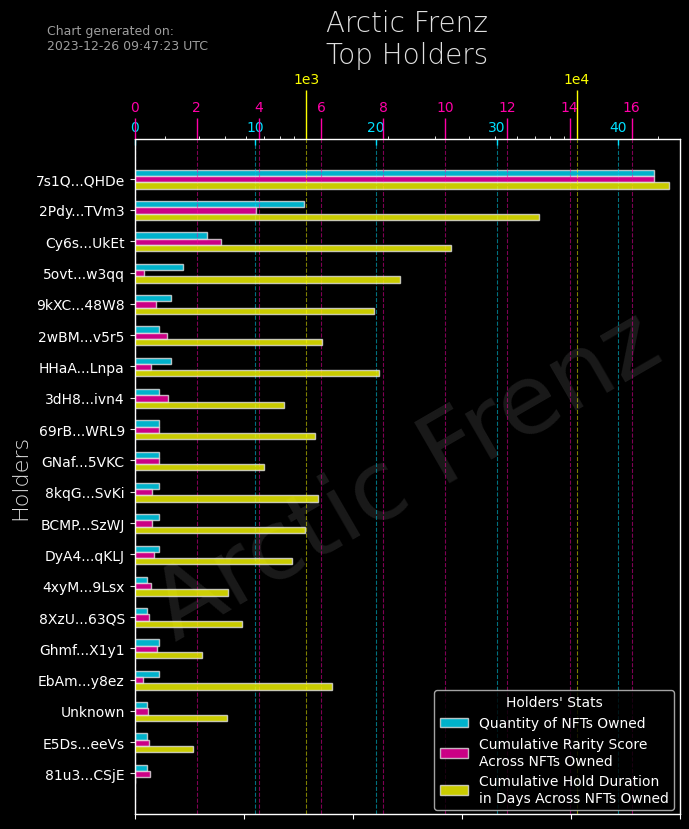 Chart generated on:
2023-12-26 09:47:23 UTC
Arctic Frenz
Top Holders
1e3 1e4
0 2 4 6 8 10 12 14 16
0 10 20 30 40
Holders
7s1Q...QHDe
2Pdy...TVm3
Cy6s...UkEt
5ovt...w3qq
9kXC...48W8
2wBM...v5r5
HHaA...Lnpa
3dH8...ivn4
69rB...WRL9
GNaf...5VKC
8kqG...SvKi
BCMP...SzWJ
DyA4...qKLJ
4xyM...9Lsx
8XzU...63QS
Ghmf...X1y1
EbAm...y8ez
Unknown
E5Ds...eeVs
81u3...CSjE
Arctic Frenz
Holders' Stats
Quantity of NFTs Owned
Cumulative Rarity Score
Across NFTs Owned
Cumulative Hold Duration
in Days Across NFTs Owned